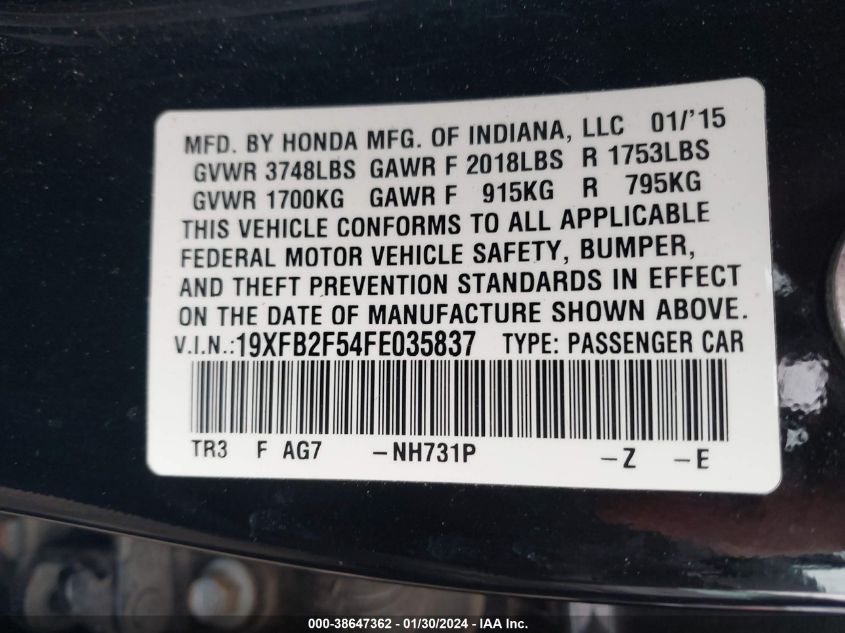 MFD. BY HONDA MFG. OF INDIANA, LLC 01/'15
GVWR 3748LBS GAWR F 2018LBS R 1753LBS
GVWR 1700KG GAWR F 915KG R 795KG
THIS VEHICLE CONFORMS TO ALL APPLICABLE
FEDERAL MOTOR VEHICLE SAFETY, BUMPER,
AND THEFT PREVENTION STANDARDS IN EFFECT
ON THE DATE OF MANUFACTURE SHOWN ABOVE.
V.I.N.:19XFB2F54FE035837 TYPE: PASSENGER CAR
TR3 F AG7 -NH731P -Z -E
000-38647362 - 01/30/2024 - IAA Inc.